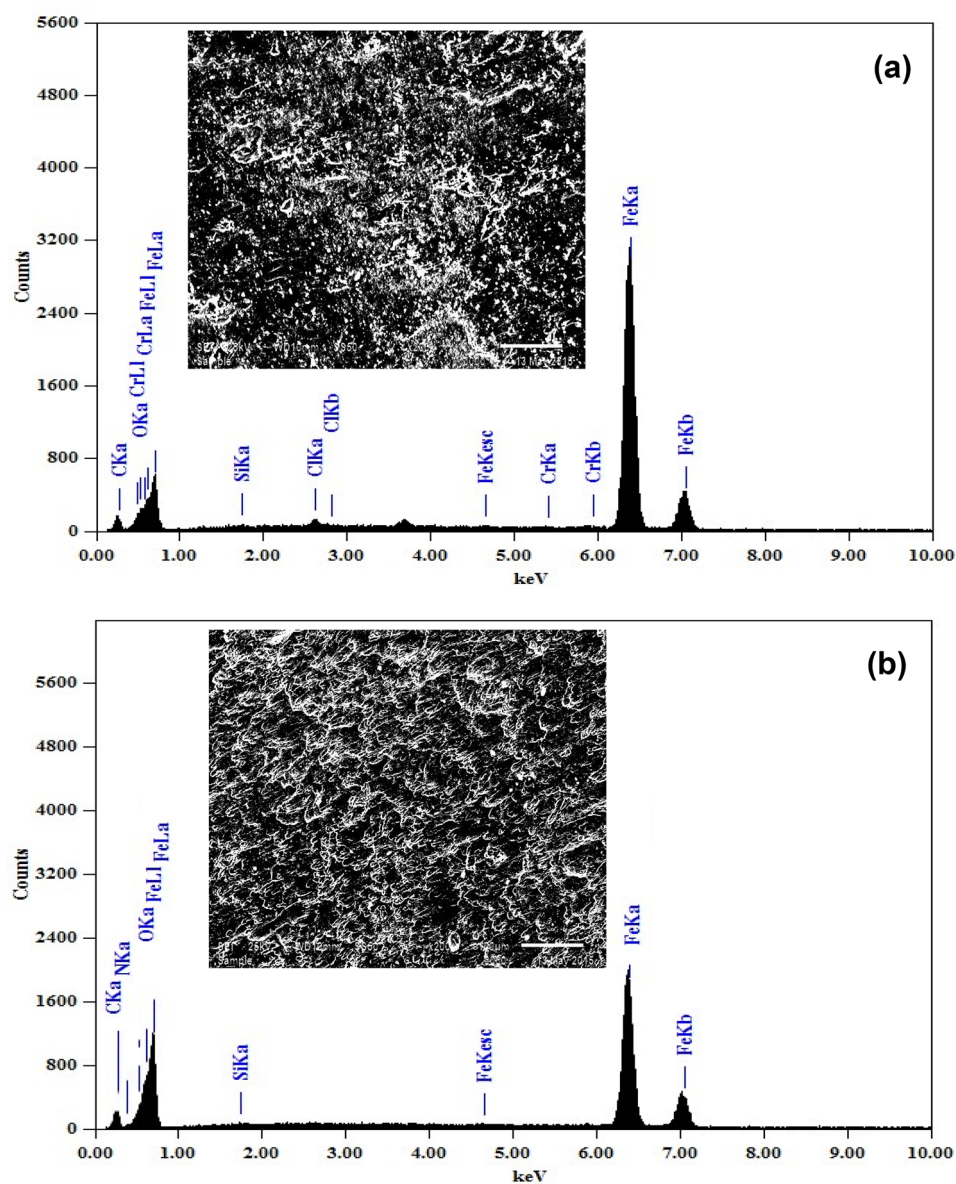 (a)
5600
4800
4000
3200
2400
1600
800
0
Counts
CKa
OKa
CrLl
CrLa
FeLl
FeLa
SiKa
ClKa
ClKb
FeKesc
CrKa
CrKb
FeKa
FeKb
Sample
0.00 1.00 2.00 3.00 4.00 5.00 6.00 7.00 8.00 9.00 10.00
keV
(b)
5600
4800
4000
3200
2400
1600
800
0
Counts
CKa
NKa
OKa
FeLl
FeLa
SiKa
FeKesc
FeKa
FeKb
Sample
0.00 1.00 2.00 3.00 4.00 5.00 6.00 7.00 8.00 9.00 10.00
keV